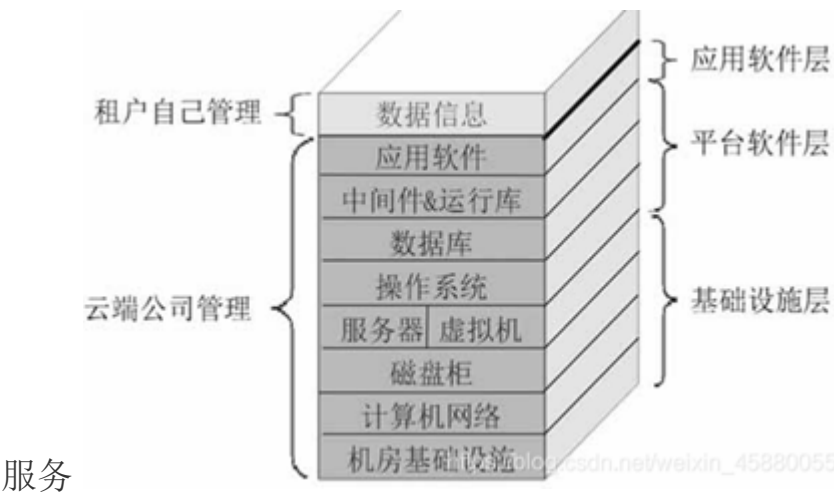 应用软件层
租户自己管理
数据信息
平台软件层
应用软件
中间件&运行库
数据库
操作系统
云端公司管理
基础设施层
服务器 虚拟机
磁盘柜
计算机网络
机房基础设施
https://blog.csdn.net/weixin_45880055
服务